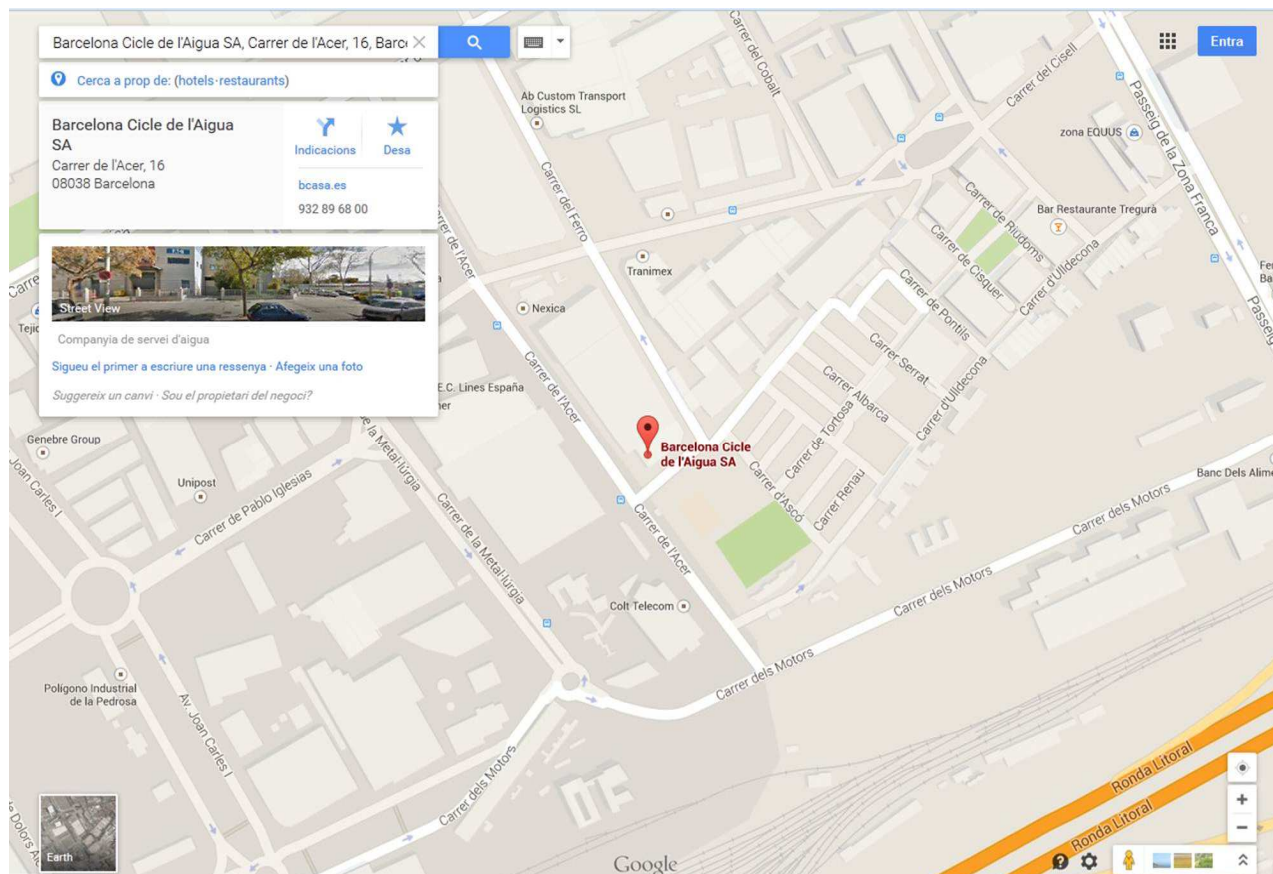 Barcelona Cicle de l'Aigua SA, Carrer de l'Acer, 16, Barc
Entra
Cerca a prop de: (hotels·restaurants)
Barcelona Cicle de l'Aigua
SA
Carrer de l'Acer, 16
08038 Barcelona
Indicacions
Desa
bcasa.es
932 89 68 00
Street View
Companyia de servei d'aigua
Sigueu el primer a escriure una ressenya · Afegeix una foto
Suggereix un canvi · Sou el propietari del negoci?
Ab Custom Transport
Logistics SL
Carrer del Cobalt
Carrer del Cisell
Passeig de la Zona Franca
zona EQUUS
Carrer del Ferro
Carrer de Riudoms
Bar Restaurante Tregurà
Carrer de l'Acer
Tranimex
Carrer de Cisquer
Carrer d'Ulldecona
Passeig
Carre
Tejic
Nexica
Carrer de Pontils
Fer
Ba
Carrer Serrat
Carrer de l'Acer
E.C. Lines España
ner
Carrer Albarca
Carrer d'Ulldecona
Carrer de Tortosa
Genebre Group
Barcelona Cicle
de l'Aigua SA
de la Metal·lúrgia
Joan Carles I
Unipost
Carrer de Pablo Iglesias
Carrer d'Ascó
Carrer Renau
Banc Dels Alime
Carrer dels Motors
Carrer de la Metal·lúrgia
Carrer de l'Acer
Carrer dels Motors
Colt Telecom
Carrer dels Motors
Polígono Industrial
de la Pedrosa
Av. Joan Carles I
Carrer dels Motors
Ronda Litoral
Ronda Litoral
Earth
Google